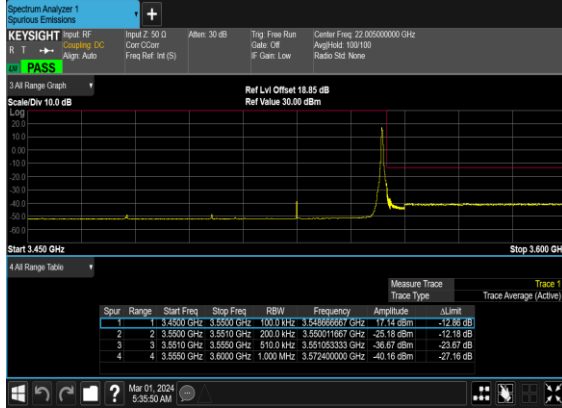 Spectrum Analyzer 1
Spurious Emissions
+
KEYSIGHT Input: RF Input Z: 50 Ω Atten: 30 dB Trig: Free Run Center Freq: 22.005000000 GHz
R T Coupling: DC Corr CCorr Gate: Off Avg|Hold: 100/100
Align: Auto Freq Ref: Int (S) IF Gain: Low Radio Std: None
PASS
3 All Range Graph Ref Lvl Offset 18.85 dB
Scale/Div 10.0 dB Ref Value 30.00 dBm
Log
20.0
10.0
0.00
-10.0
-20.0
-30.0
-40.0
-50.0
-60.0
Start 3.450 GHz Stop 3.600 GH
4 All Range Table
Measure Trace Trace 1
Trace Type Trace Average (Active)
Spur Range Start Freq Stop Freq RBW Frequency Amplitude ΔLimit
1 1 3.4500 GHz 3.5500 GHz 100.0 kHz 3.548666667 GHz 17.14 dBm -12.86 dB
2 2 3.5500 GHz 3.5510 GHz 200.0 kHz 3.550011667 GHz -25.18 dBm -12.18 dB
3 3 3.5510 GHz 3.5550 GHz 510.0 kHz 3.551053333 GHz -36.67 dBm -23.67 dB
4 4 3.5550 GHz 3.6000 GHz 1.000 MHz 3.572400000 GHz -40.16 dBm -27.16 dB
? Mar 01, 2024
5:35:50 AM